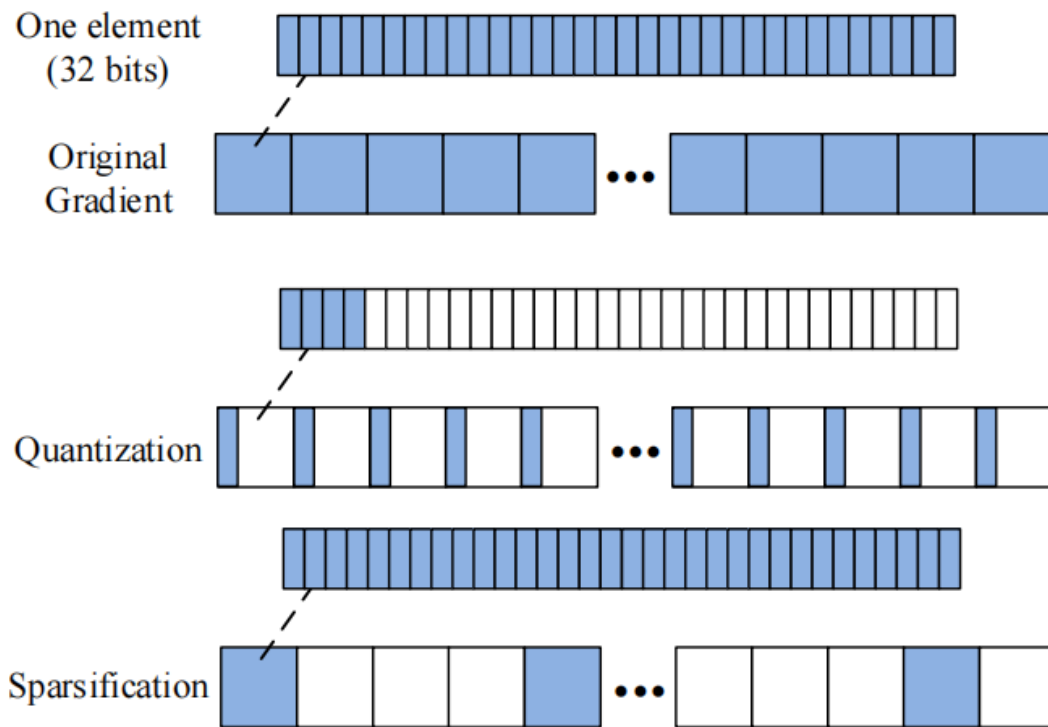 One element
(32 bits)
Original
Gradient
Quantization
Sparsification